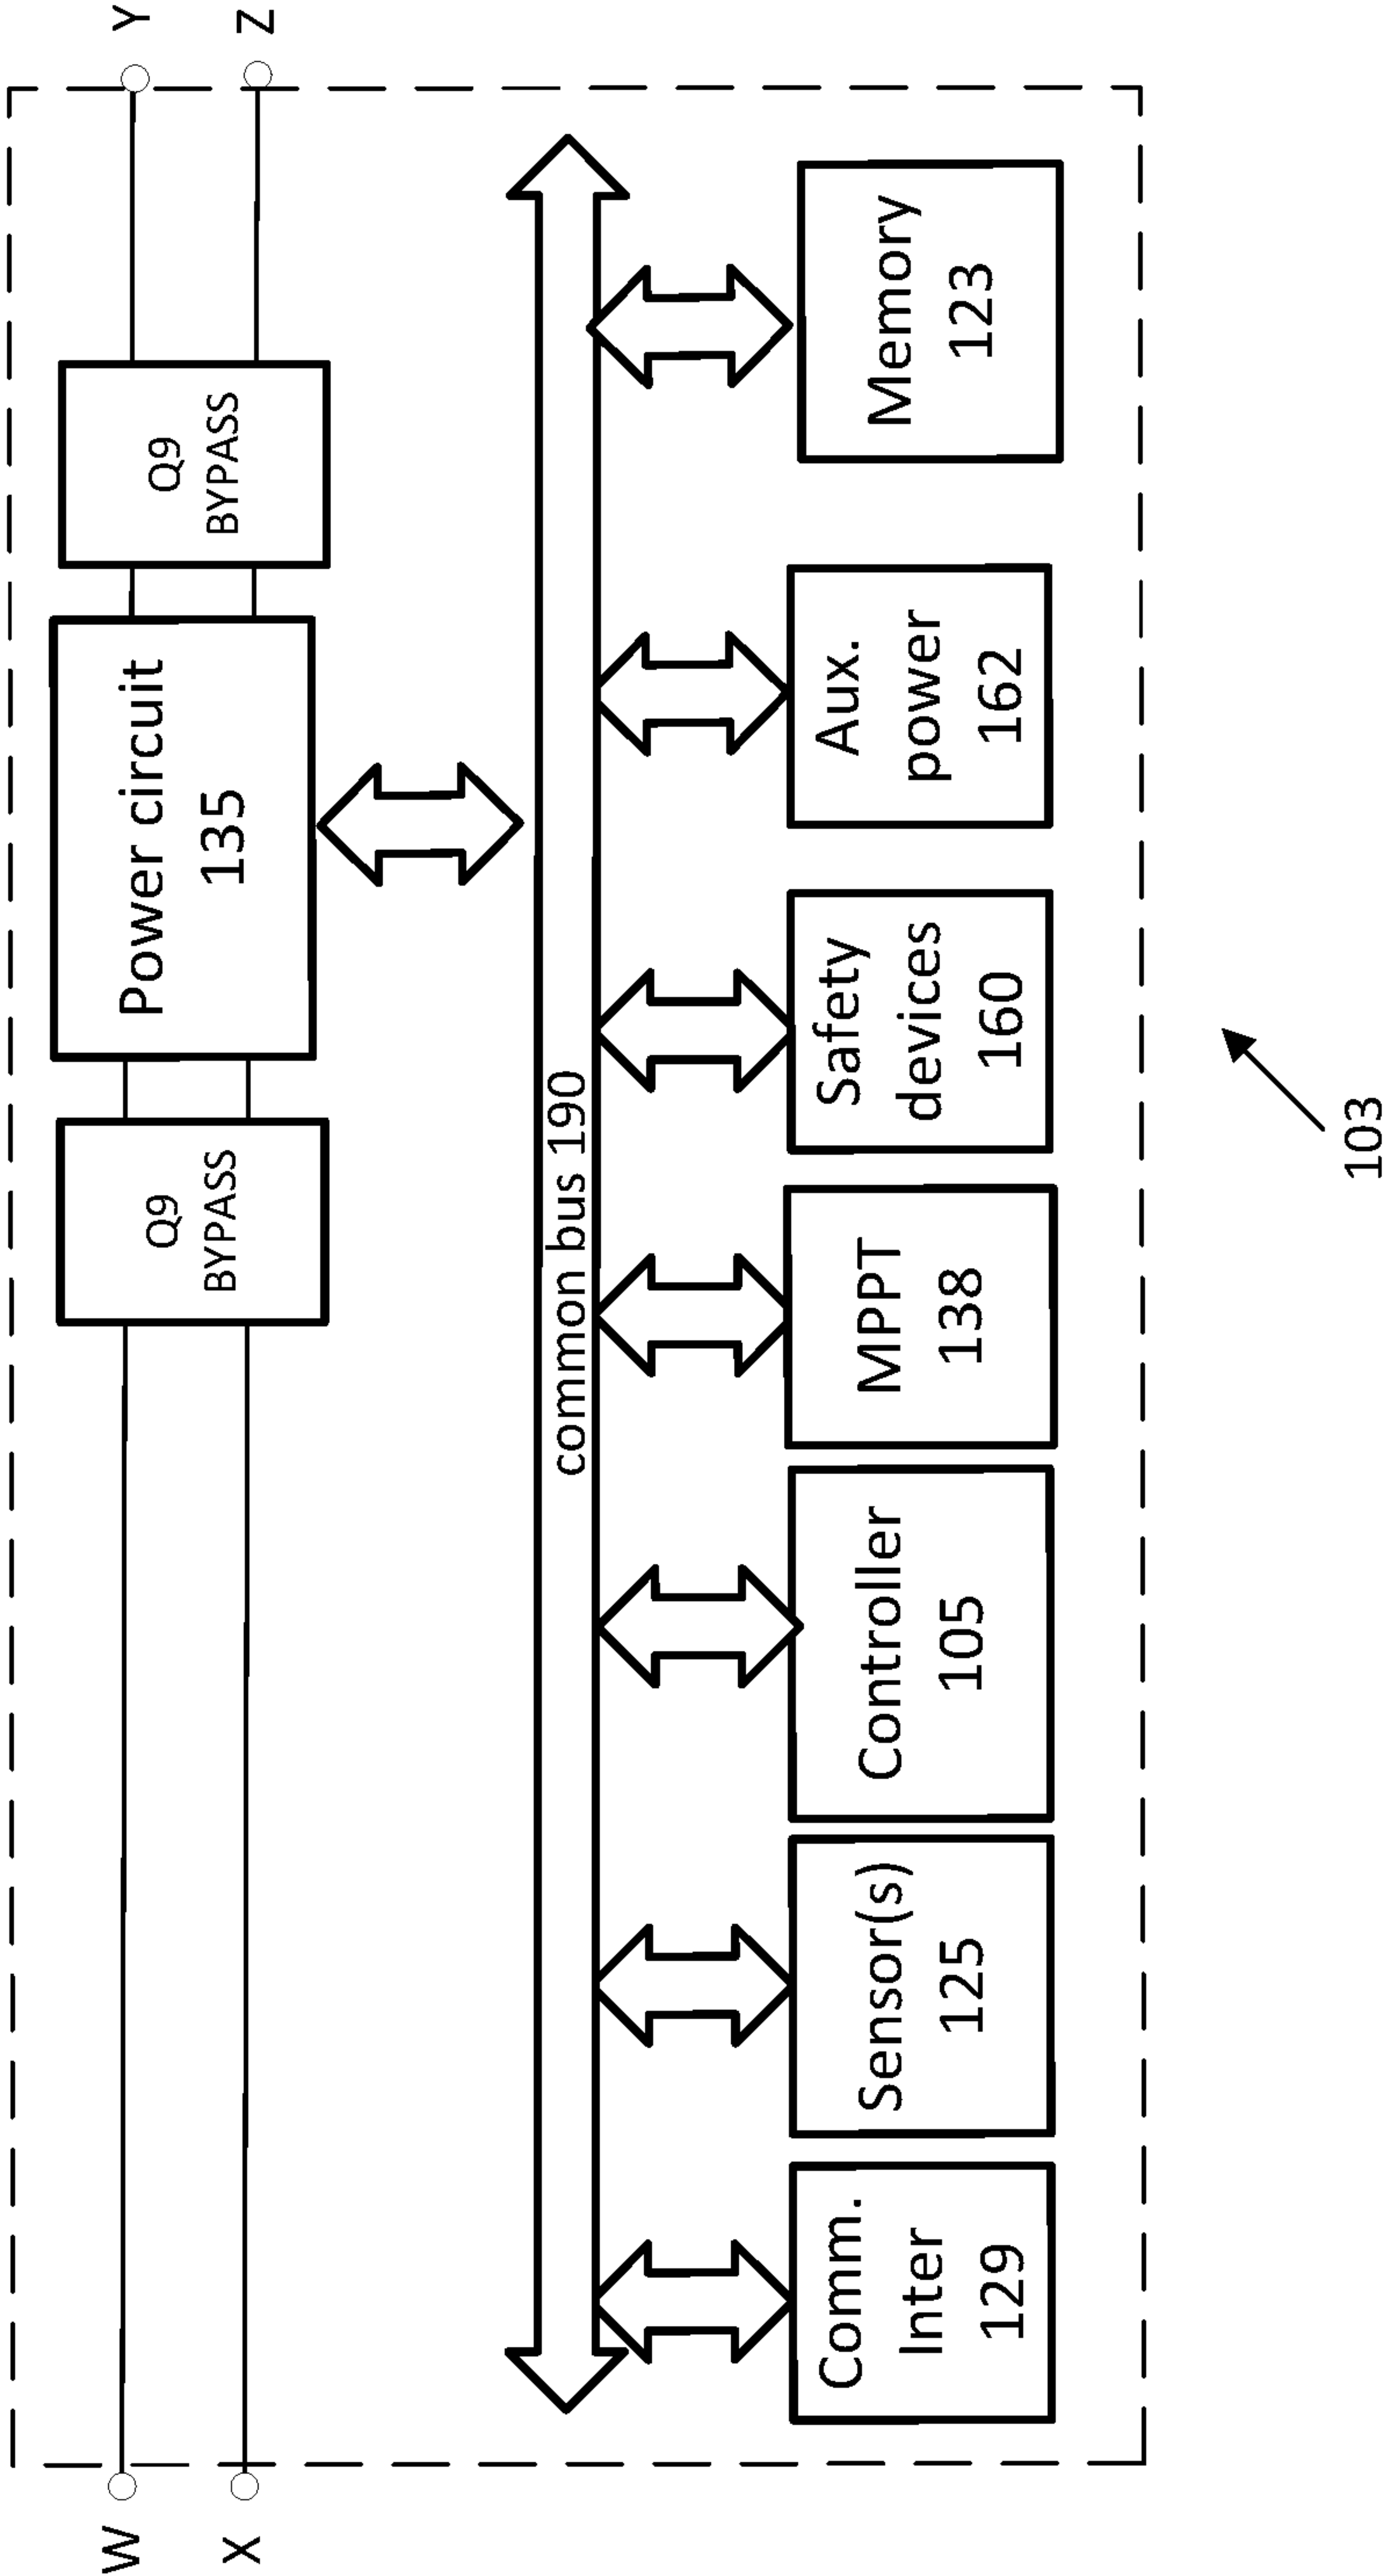 W
X
Y
Z
Q9
BYPASS
Power circuit
135
Q9
BYPASS
common bus 190
Comm.
Inter
129
Sensor(s)
125
Controller
105
MPPT
138
Safety
devices
160
Aux.
power
162
Memory
123
103